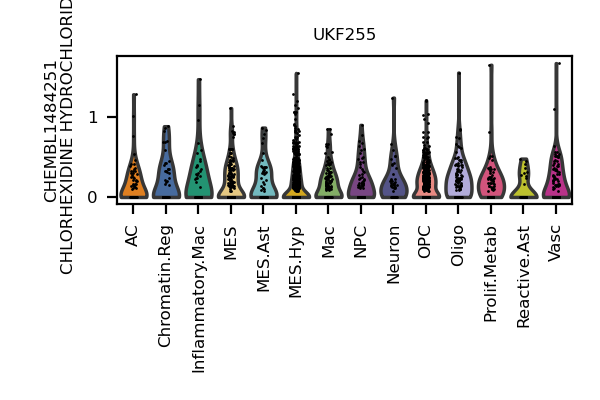 UKF255
CHEMBL1484251
CHLORHEXIDINE HYDROCHLORID
1
0
AC
Chromatin.Reg
Inflammatory.Mac
MES
MES.Ast
MES.Hyp
Mac
NPC
Neuron
OPC
Oligo
Prolif.Metab
Reactive.Ast
Vasc